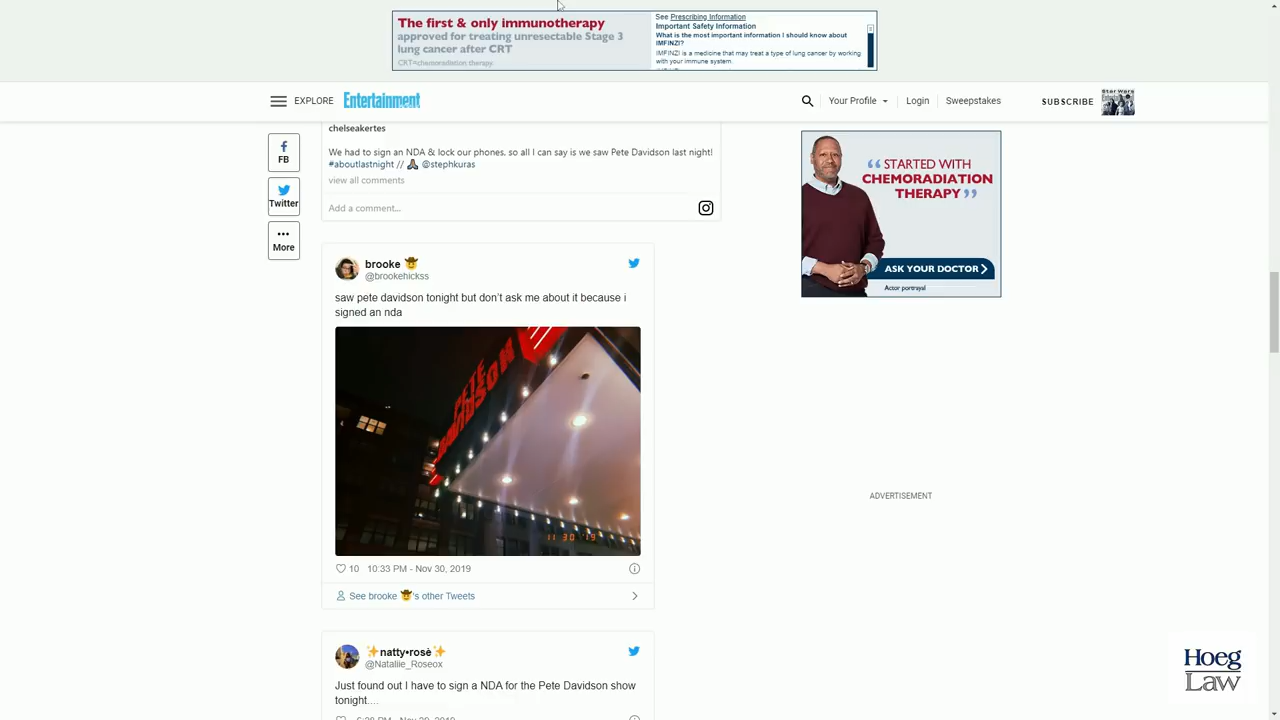 The first & only immunotherapy
approved for treating unresectable Stage 3
lung cancer after CRT
CRT=chemoradiation therapy.
See Prescribing Information
Important Safety Information
What is the most important information I should know about
IMFINZI?
IMFINZI is a medicine that may treat a type of lung cancer by working
with your immune system.
EXPLORE
Entertainment
Your Profile
Login
Sweepstakes
SUBSCRIBE
FB
Twitter
More
chelseakertes
We had to sign an NDA & lock our phones, so all I can say is we saw Pete Davidson last night!
#aboutlastnight // 🙏🏽 @stephkuras
view all comments
Add a comment...
“ STARTED WITH
CHEMORADIATION
THERAPY ”
ASK YOUR DOCTOR
Actor portrayal
brooke 🤠
@brookehickss
saw pete davidson tonight but don’t ask me about it because i
signed an nda
PETE
DAVIDSON
11 30 '19
10 10:33 PM - Nov 30, 2019
See brooke 🤠's other Tweets
ADVERTISEMENT
✨natty•rosè✨
@Nataliie_Roseox
Just found out I have to sign a NDA for the Pete Davidson show
tonight....
Hoeg
Law